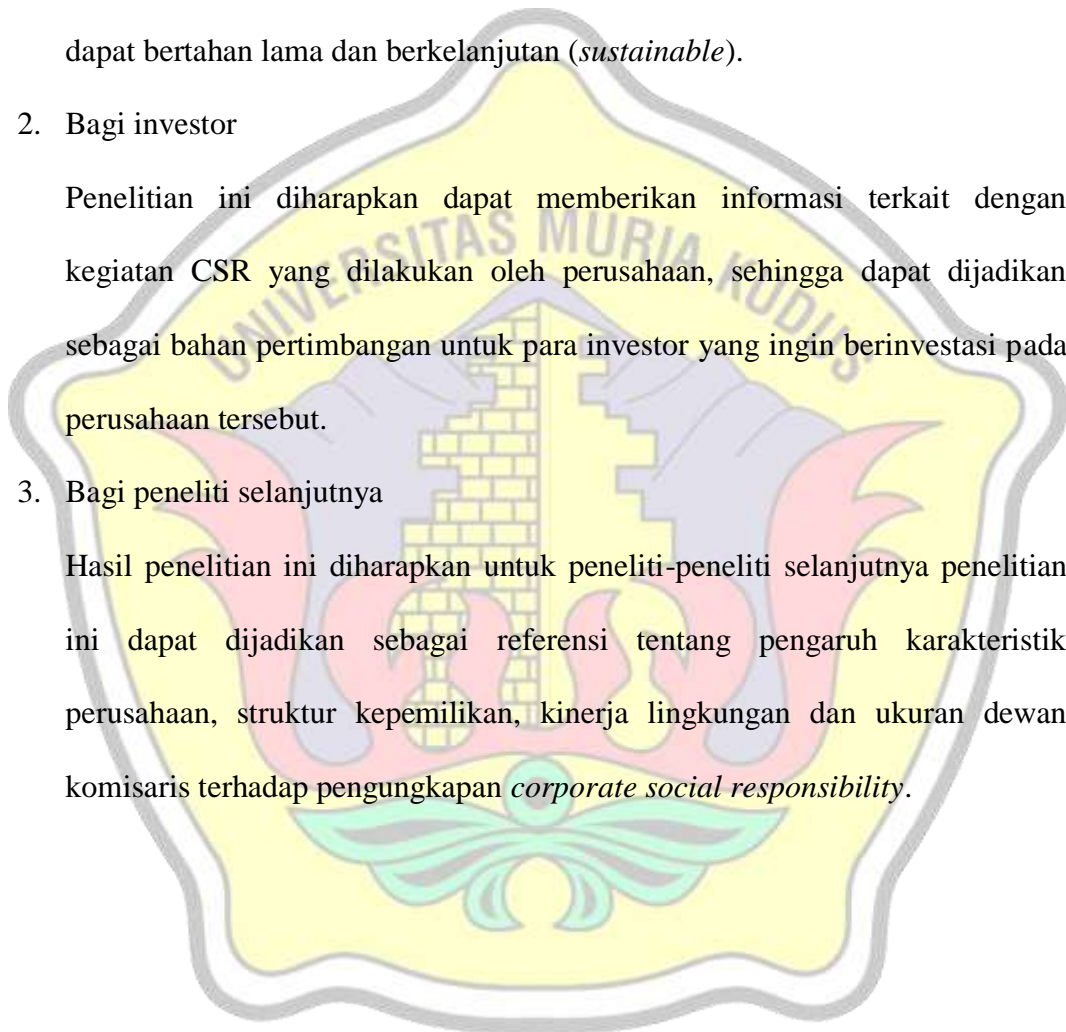 dapat bertahan lama dan berkelanjutan (sustainable).
2. Bagi investor
Penelitian ini diharapkan dapat memberikan informasi terkait dengan
kegiatan CSR yang dilakukan oleh perusahaan, sehingga dapat dijadikan
sebagai bahan pertimbangan untuk para investor yang ingin berinvestasi pada
perusahaan tersebut.
3. Bagi peneliti selanjutnya
Hasil penelitian ini diharapkan untuk peneliti-peneliti selanjutnya penelitian
ini dapat dijadikan sebagai referensi tentang pengaruh karakteristik
perusahaan, struktur kepemilikan, kinerja lingkungan dan ukuran dewan
komisaris terhadap pengungkapan corporate social responsibility.
UNIVERSITAS MURIA KUDUS